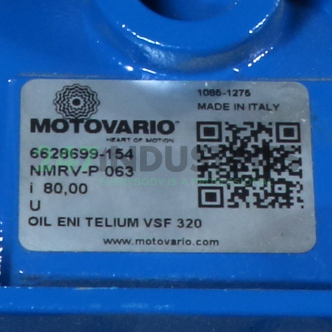 1086-1276
MOTOVARIO
HEART OF MOTION
MADE IN ITALY
6628699-154
NMRV-P 063
i 80,00
U
OIL ENI TELIUM VSF 320
www.motovario.com